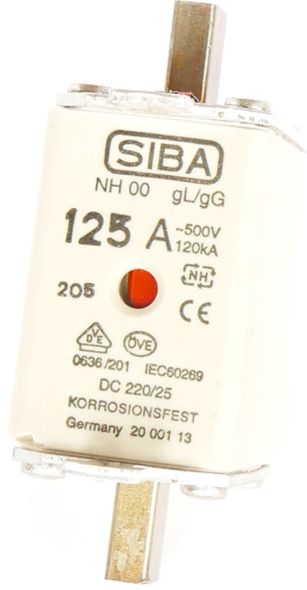 SIBA
NH 00 gL/gG
125 A ~500V
120kA
NH
205
CE
VDE ÖVE
0636/201 IEC60269
DC 220/25
KORROSIONSFEST
Germany 20 001 13